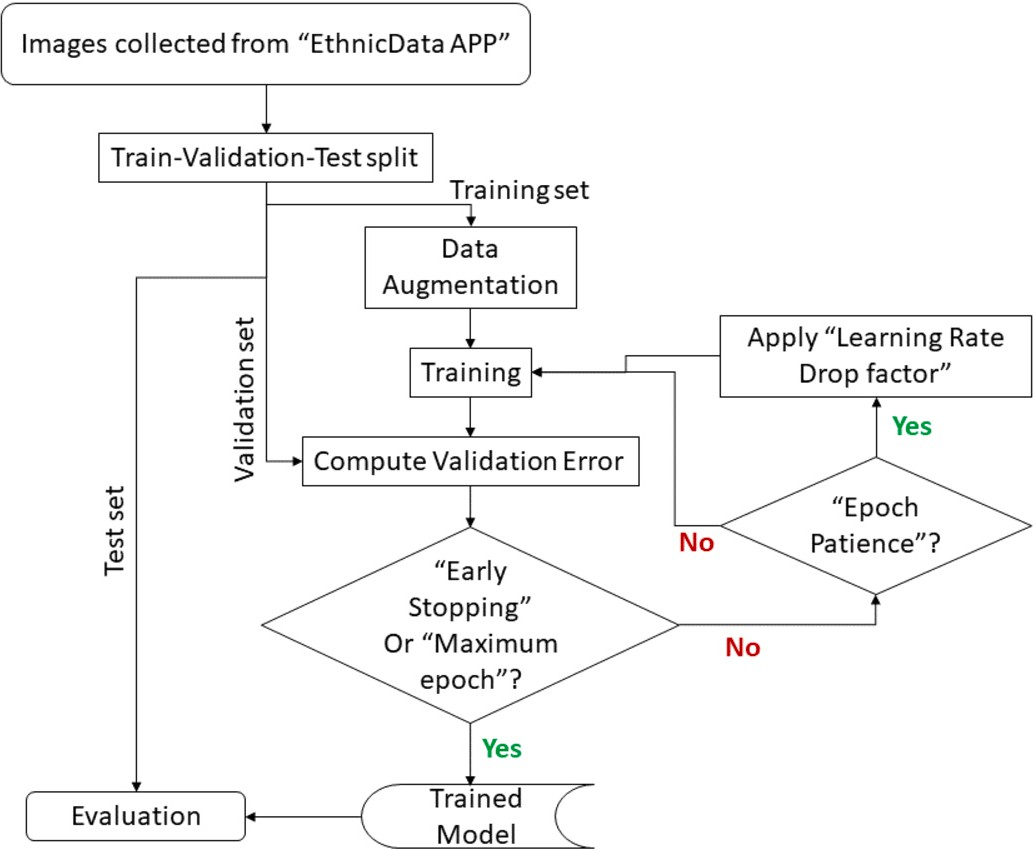 Images collected from “EthnicData APP”
Train-Validation-Test split
Training set
Data
Augmentation
Training
Apply “Learning Rate
Drop factor”
Yes
Validation set
Compute Validation Error
“Epoch
Patience”?
No
Test set
“Early
Stopping”
Or “Maximum
epoch”?
No
Yes
Trained
Model
Evaluation